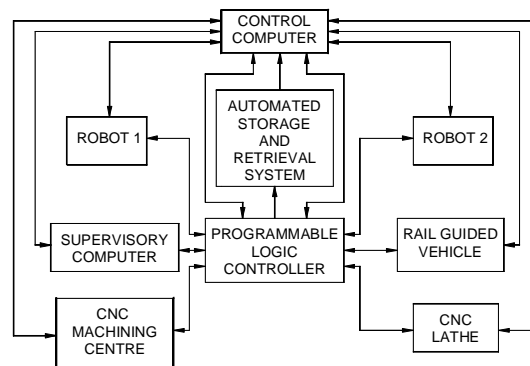 CONTROL
COMPUTER
AUTOMATED
STORAGE
AND
RETRIEVAL
SYSTEM
ROBOT 1
ROBOT 2
SUPERVISORY
COMPUTER
PROGRAMMABLE
LOGIC
CONTROLLER
RAIL GUIDED
VEHICLE
CNC
MACHINING
CENTRE
CNC
LATHE